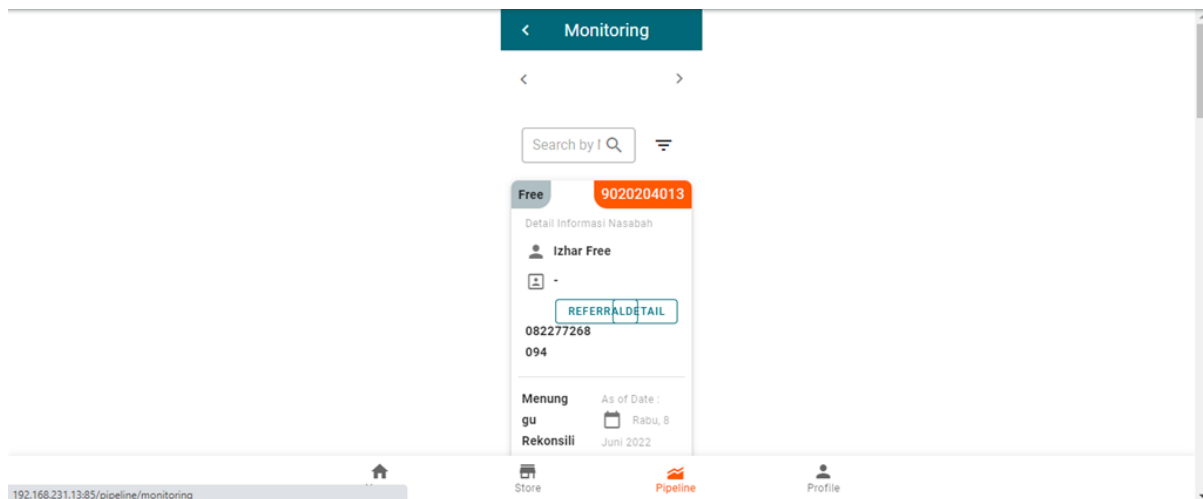 Monitoring
Search by
Free
9020204013
Detail Informasi Nasabah
Izhar Free
-
REFERRAL
DETAIL
082277268
094
Menung
gu
Rekonsili
As of Date :
Rabu, 8
Juni 2022
Store
Pipeline
Profile
192.168.231.13:85/pipeline/monitoring